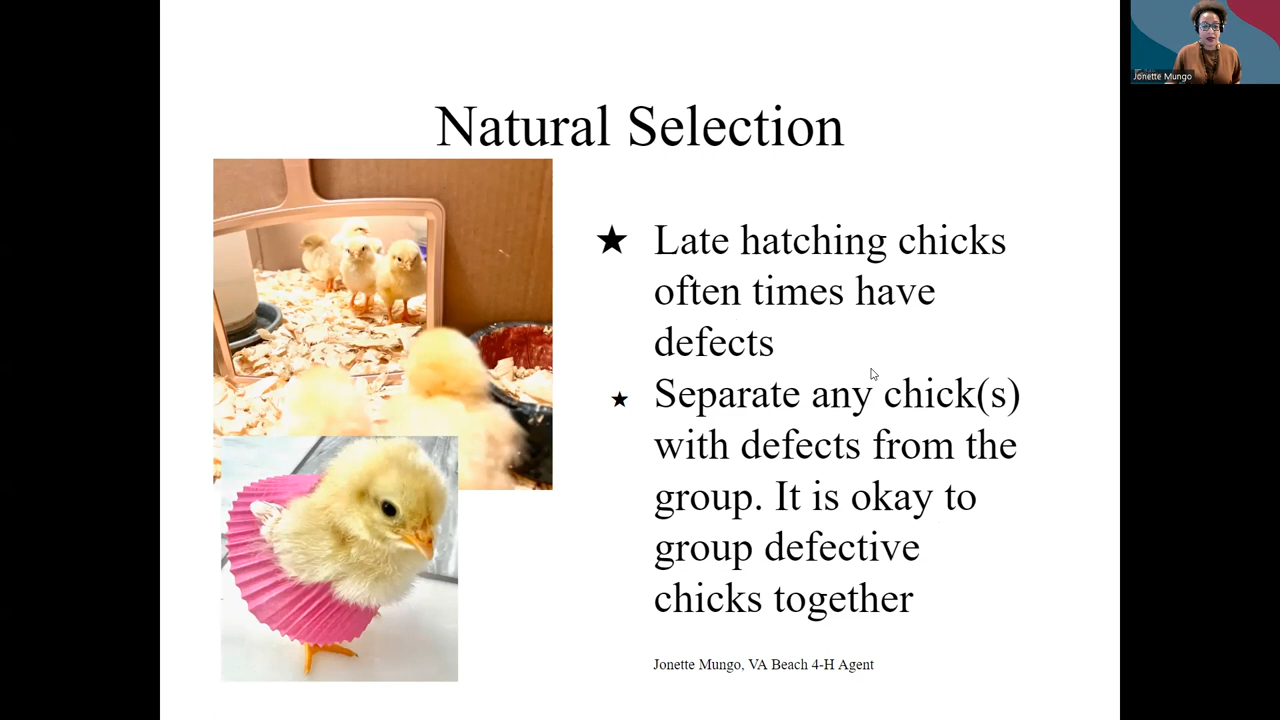 Jonette Mungo
Natural Selection
★ Late hatching chicks
often times have
defects
★ Separate any chick(s)
with defects from the
group. It is okay to
group defective
chicks together
Jonette Mungo, VA Beach 4-H Agent